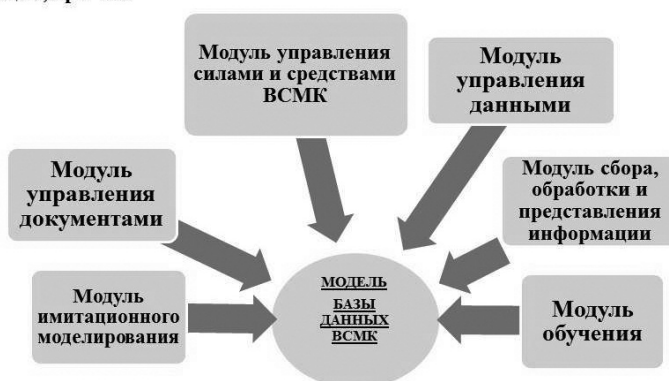 Модуль управления
силами и средствами
ВСМК
Модуль
управления
данными
Модуль
управления
документами
Модуль сбора,
обработки и
представления
информации
Модуль
имитационного
моделирования
МОДЕЛЬ
БАЗЫ
ДАННЫХ
ВСМК
Модуль
обучения